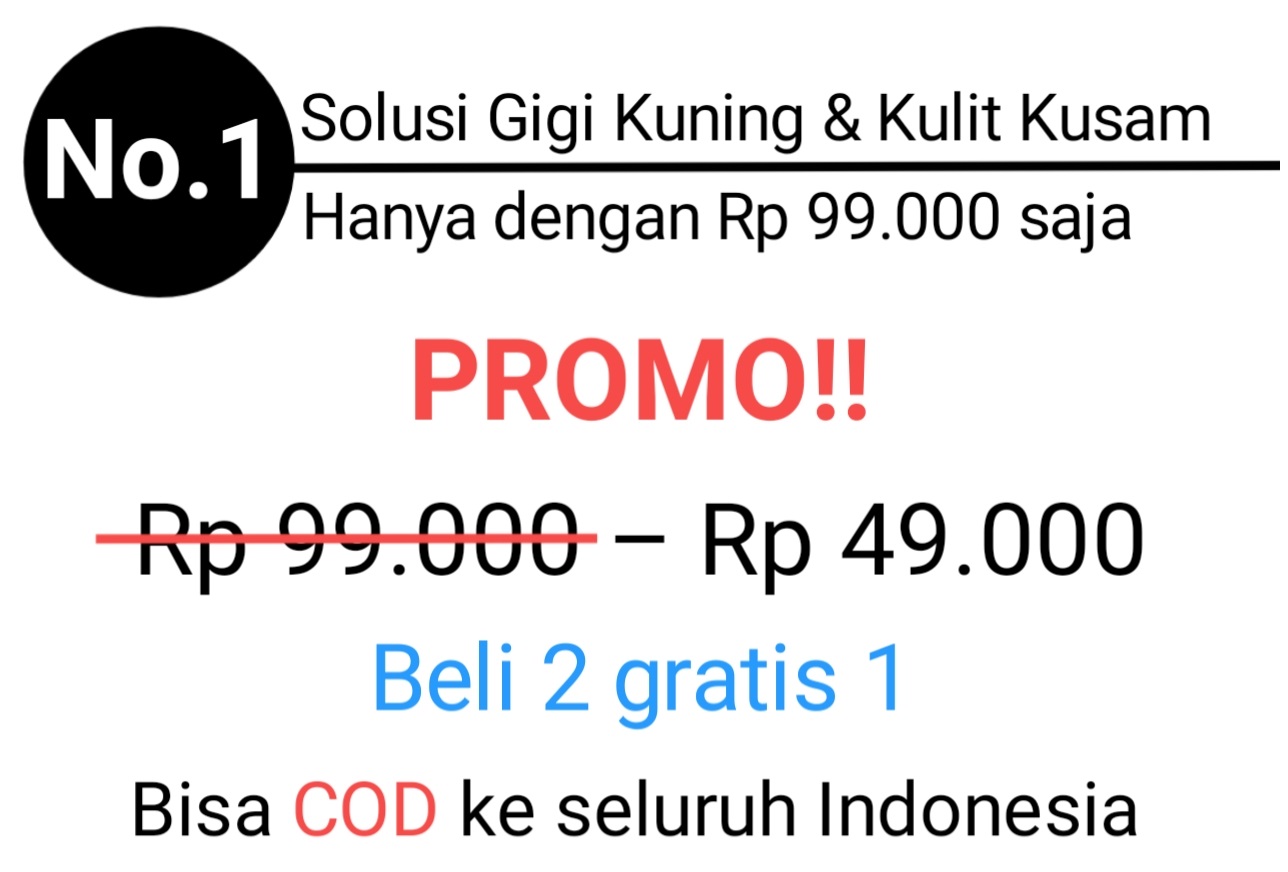 No.1
Solusi Gigi Kuning & Kulit Kusam
Hanya dengan Rp 99.000 saja
PROMO!!
Rp 99.000 – Rp 49.000
Beli 2 gratis 1
Bisa COD ke seluruh Indonesia